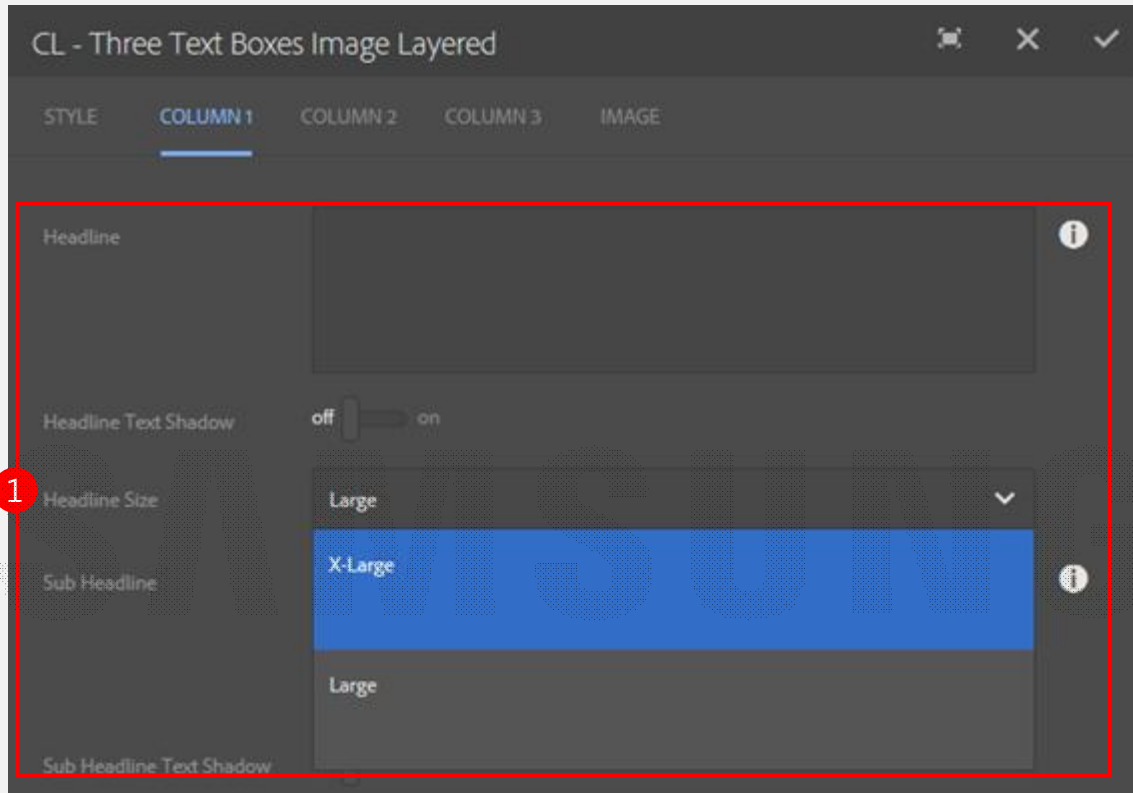 CL - Three Text Boxes Image Layered
STYLE COLUMN 1 COLUMN 2 COLUMN 3 IMAGE
Headline
Headline Text Shadow off on
1
Headline Size Large
X-Large
Sub Headline
Large
Sub Headline Text Shadow
SAMSUNG